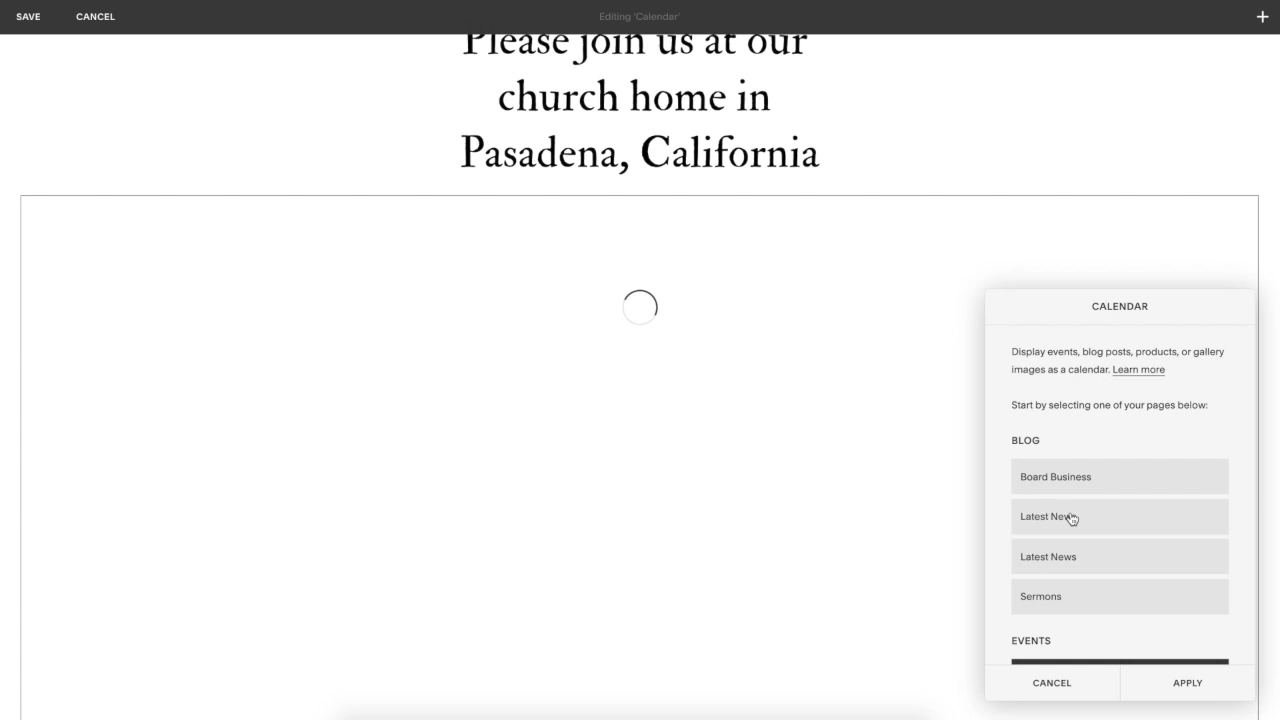 SAVE
CANCEL
Editing 'Calendar'
+
Please join us at our
church home in
Pasadena, California
CALENDAR
Display events, blog posts, products, or gallery
images as a calendar. Learn more
Start by selecting one of your pages below:
BLOG
Board Business
Latest News
Latest News
Sermons
EVENTS
CANCEL
APPLY